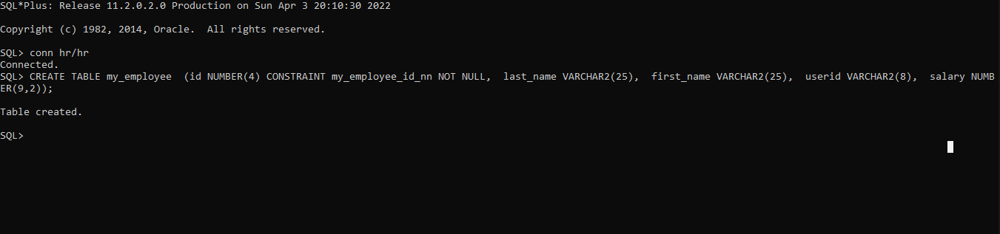 SQL*Plus: Release 11.2.0.2.0 Production on Sun Apr 3 20:10:30 2022
Copyright (c) 1982, 2014, Oracle.  All rights reserved.
SQL> conn hr/hr
Connected.
SQL> CREATE TABLE my_employee  (id NUMBER(4) CONSTRAINT my_employee_id_nn NOT NULL,  last_name VARCHAR2(25),  first_name VARCHAR2(25),  userid VARCHAR2(8),  salary NUMB
ER(9,2));
Table created.
SQL>